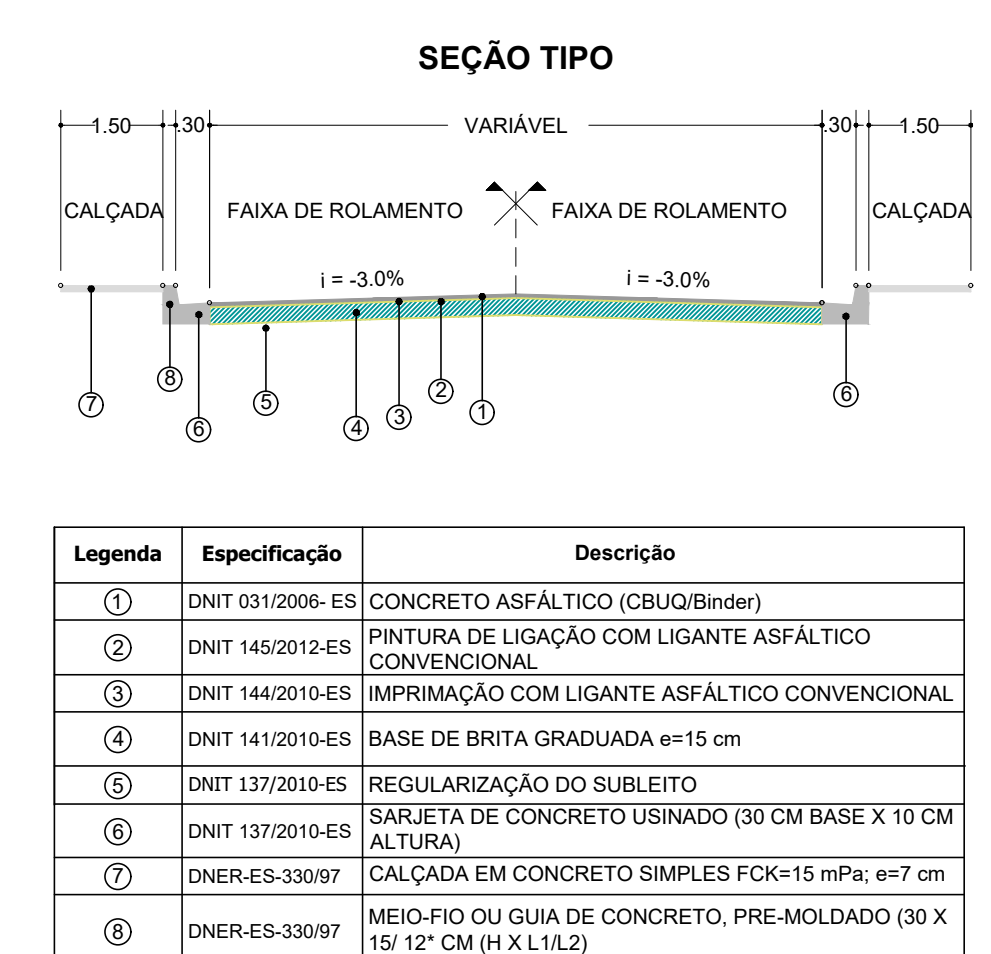 SEÇÃO TIPO
1.50 .30 VARIÁVEL .30 1.50
CALÇADA FAIXA DE ROLAMENTO FAIXA DE ROLAMENTO CALÇADA
i = -3.0% i = -3.0%
8 2 6
7 5 3 1
6 4
Legenda Especificação Descrição
1 DNIT 031/2006- ES CONCRETO ASFÁLTICO (CBUQ/Binder)
2 DNIT 145/2012-ES PINTURA DE LIGAÇÃO COM LIGANTE ASFÁLTICO
CONVENCIONAL
3 DNIT 144/2010-ES IMPRIMAÇÃO COM LIGANTE ASFÁLTICO CONVENCIONAL
4 DNIT 141/2010-ES BASE DE BRITA GRADUADA e=15 cm
5 DNIT 137/2010-ES REGULARIZAÇÃO DO SUBLEITO
6 DNIT 137/2010-ES SARJETA DE CONCRETO USINADO (30 CM BASE X 10 CM
ALTURA)
7 DNER-ES-330/97 CALÇADA EM CONCRETO SIMPLES FCK=15 mPa; e=7 cm
8 DNER-ES-330/97 MEIO-FIO OU GUIA DE CONCRETO, PRE-MOLDADO (30 X
15/ 12* CM (H X L1/L2)